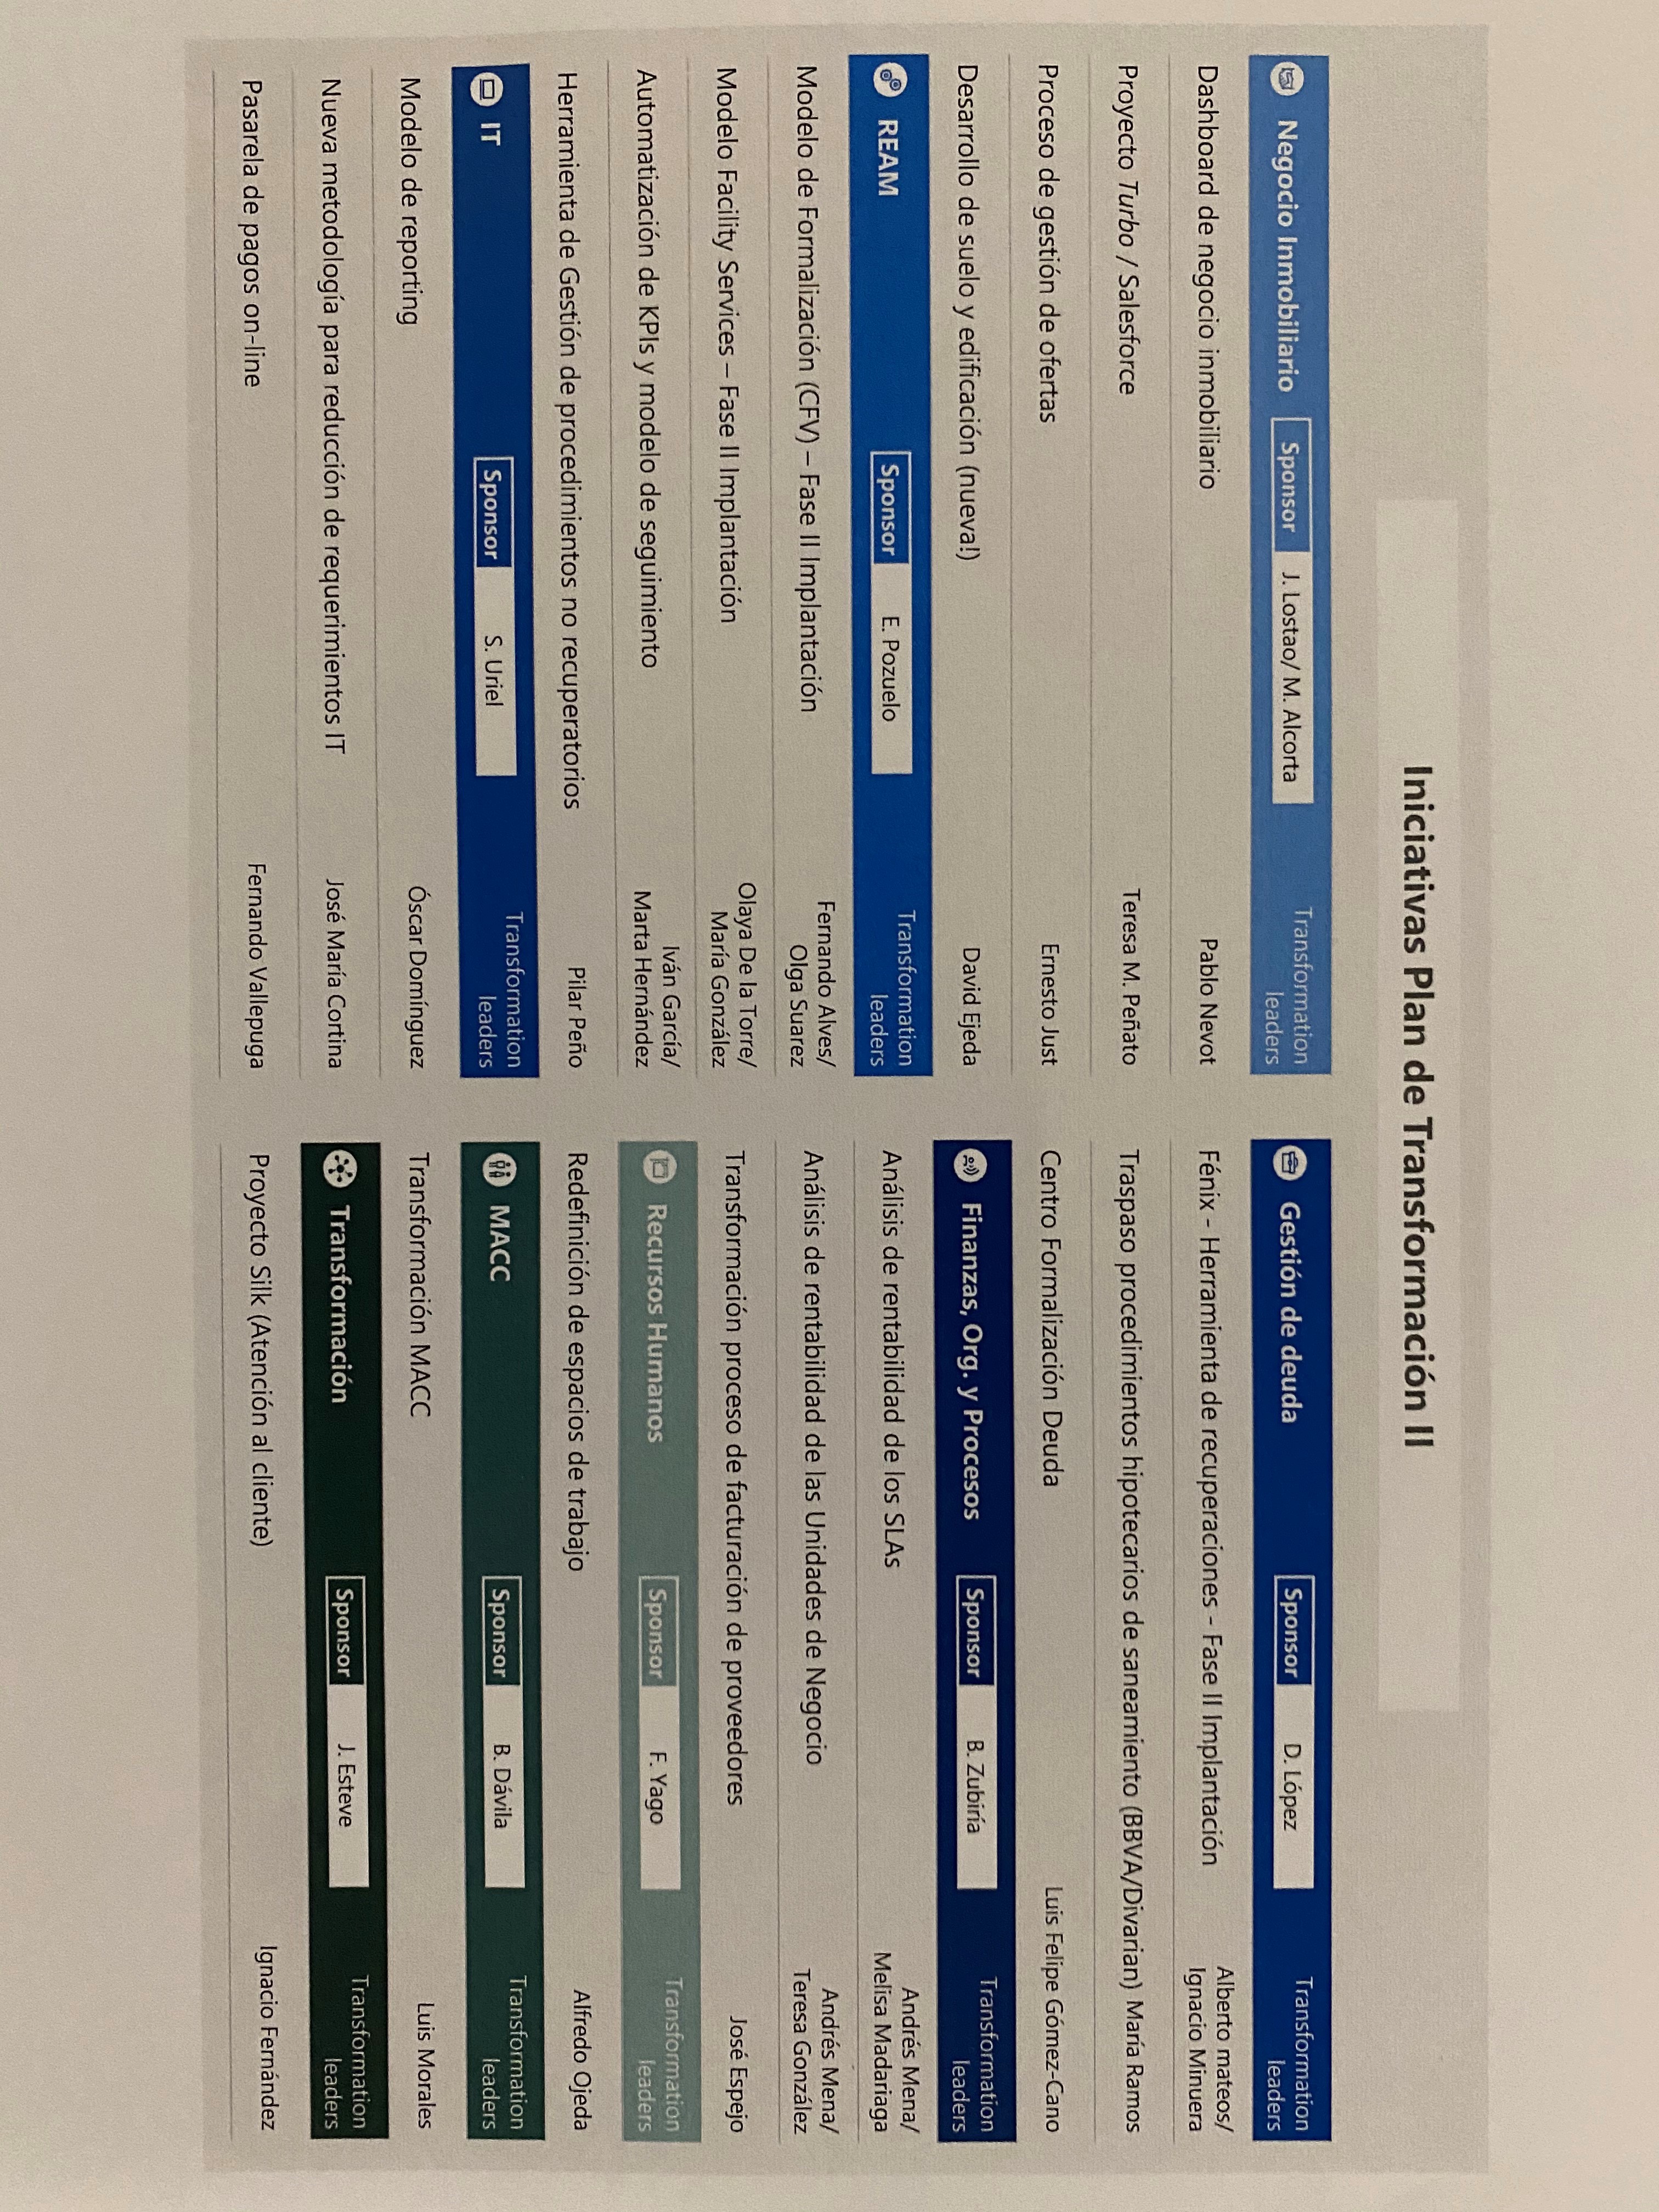 Iniciativas Plan de Transformación II
Negocio Inmobiliario Sponsor J. Lostao/ M. Alcorta Transformation
leaders
Dashboard de negocio inmobiliario Pablo Nevot
Proyecto Turbo / Salesforce Teresa M. Peñato
Proceso de gestión de ofertas Ernesto Just
Desarrollo de suelo y edificación (nueva!) David Ejeda
REAM Sponsor E. Pozuelo Transformation
leaders
Modelo de Formalización (CFV) – Fase II Implantación Fernando Alves/
Olga Suarez
Modelo Facility Services – Fase II Implantación Olaya De la Torre/
María González
Automatización de KPIs y modelo de seguimiento Iván García/
Marta Hernández
Herramienta de Gestión de procedimientos no recuperatorios Pilar Peño
IT Sponsor S. Uriel Transformation
leaders
Modelo de reporting Óscar Domínguez
Nueva metodología para reducción de requerimientos IT José María Cortina
Pasarela de pagos on-line Fernando Vallepuga
Gestión de deuda Sponsor D. López Transformation
leaders
Fénix - Herramienta de recuperaciones - Fase II Implantación Alberto mateos/
Ignacio Minuera
Traspaso procedimientos hipotecarios de saneamiento (BBVA/Divarian) María Ramos
Centro Formalización Deuda Luis Felipe Gómez-Cano
Finanzas, Org. y Procesos Sponsor B. Zubiría Transformation
leaders
Análisis de rentabilidad de los SLAs Andrés Mena/
Melisa Madariaga
Análisis de rentabilidad de las Unidades de Negocio Andrés Mena/
Teresa González
Transformación proceso de facturación de proveedores José Espejo
Recursos Humanos Sponsor F. Yago Transformation
leaders
Redefinición de espacios de trabajo Alfredo Ojeda
MACC Sponsor B. Dávila Transformation
leaders
Transformación MACC Luis Morales
Transformación Sponsor J. Esteve Transformation
leaders
Proyecto Silk (Atención al cliente) Ignacio Fernández